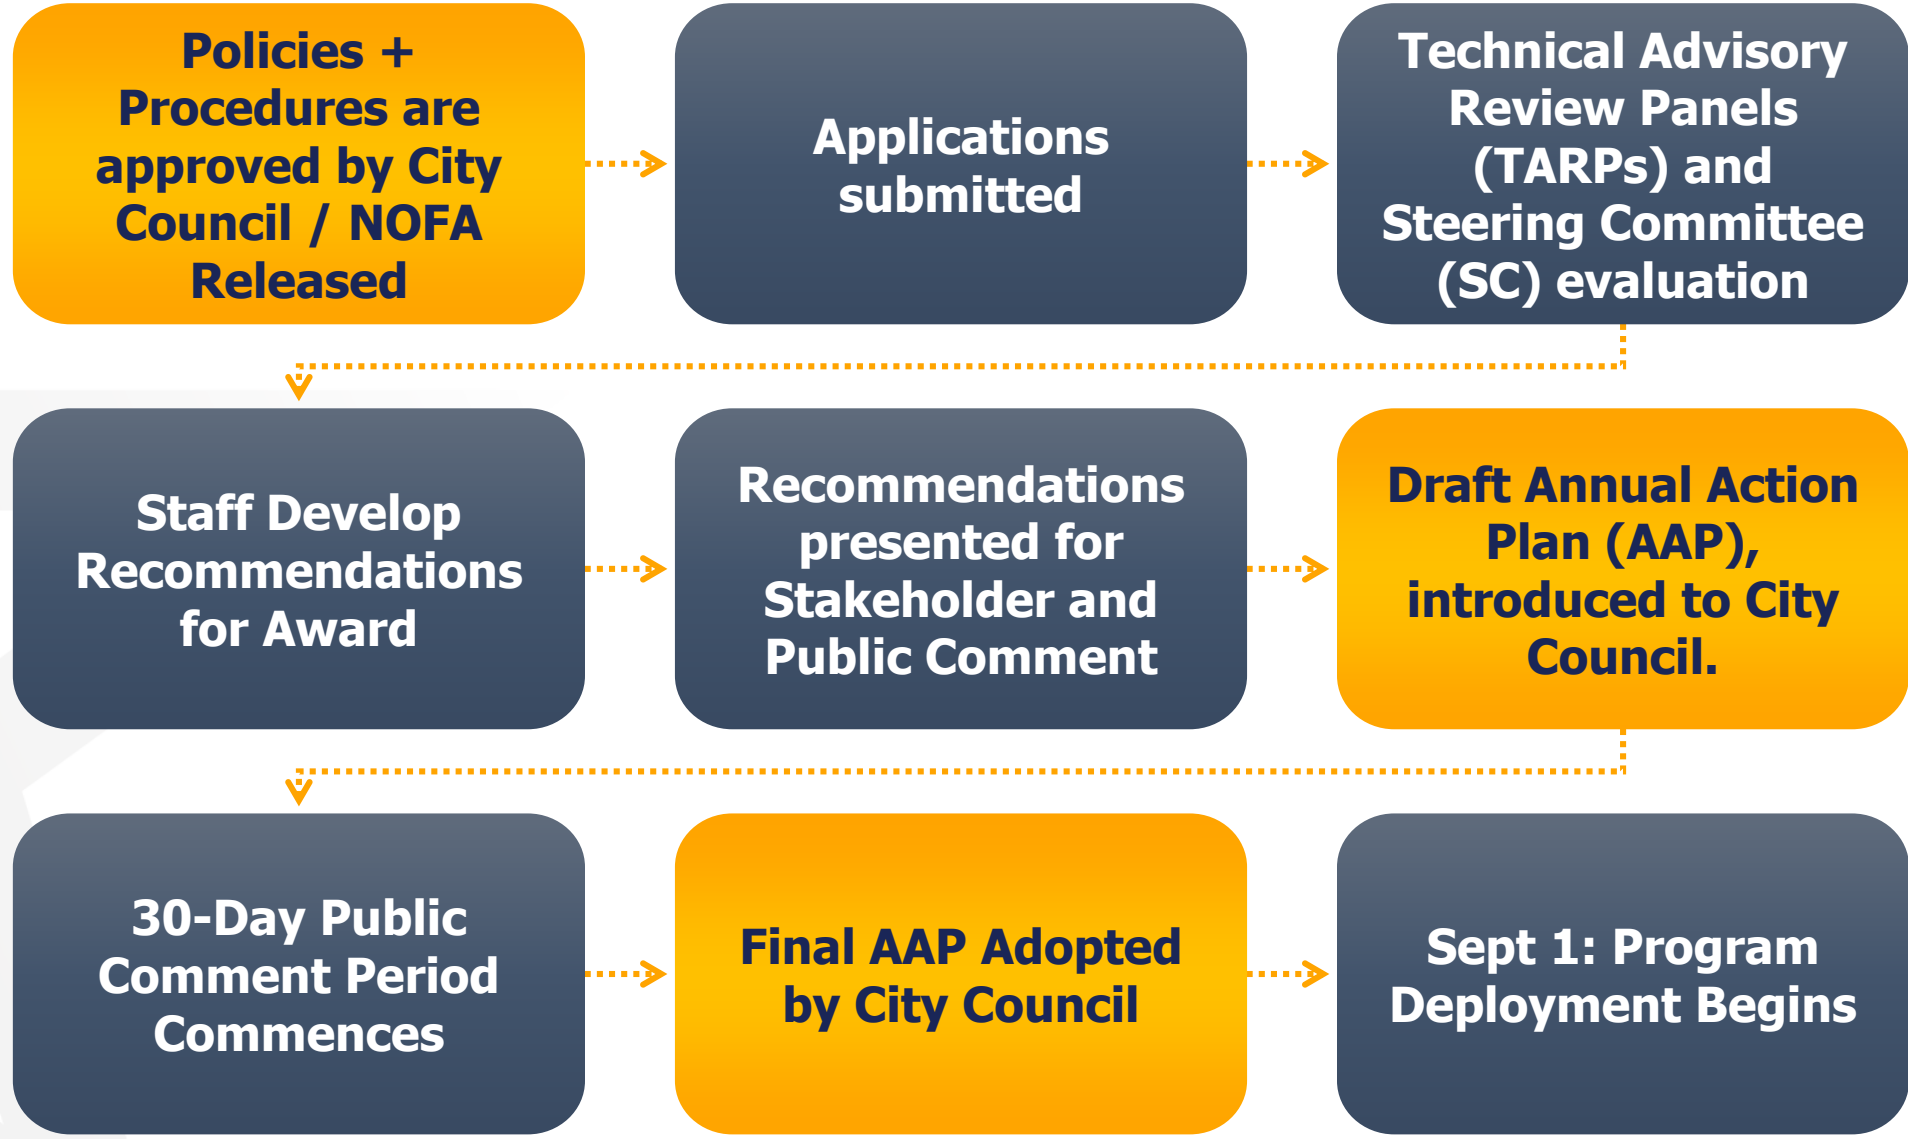 Policies +
Procedures are
approved by City
Council / NOFA
Released
Applications
submitted
Technical Advisory
Review Panels
(TARPs) and
Steering Committee
(SC) evaluation
Staff Develop
Recommendations
for Award
Recommendations
presented for
Stakeholder and
Public Comment
Draft Annual Action
Plan (AAP),
introduced to City
Council.
30-Day Public
Comment Period
Commences
Final AAP Adopted
by City Council
Sept 1: Program
Deployment Begins